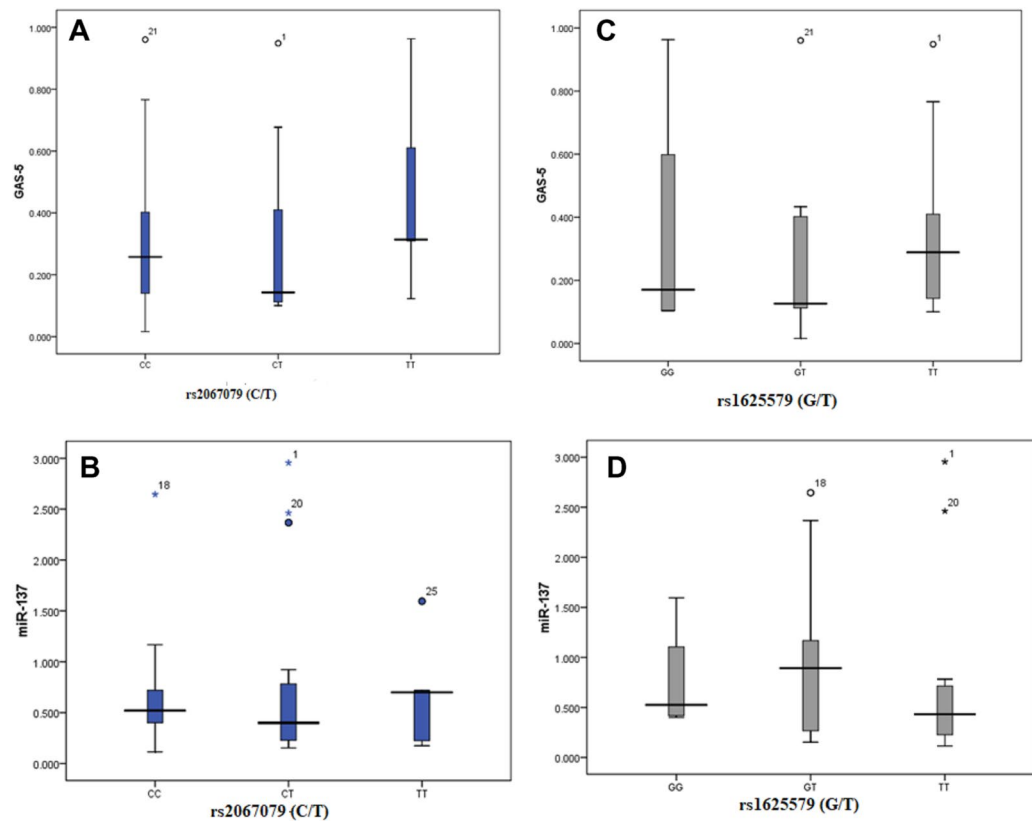 A
1.000
0.800
0.600
0.400
0.200
0.000
GAS-5
21
1
CC
CT
TT
rs2067079 (C/T)
C
1.000
0.800
0.600
0.400
0.200
0.000
GAS-5
21
1
GG
GT
TT
rs1625579 (G/T)
B
3.000
2.500
2.000
1.500
1.000
0.500
0.000
miR-137
18
1
20
25
CC
CT
TT
rs2067079 (C/T)
D
3.000
2.500
2.000
1.500
1.000
0.500
0.000
miR-137
18
1
20
GG
GT
TT
rs1625579 (G/T)